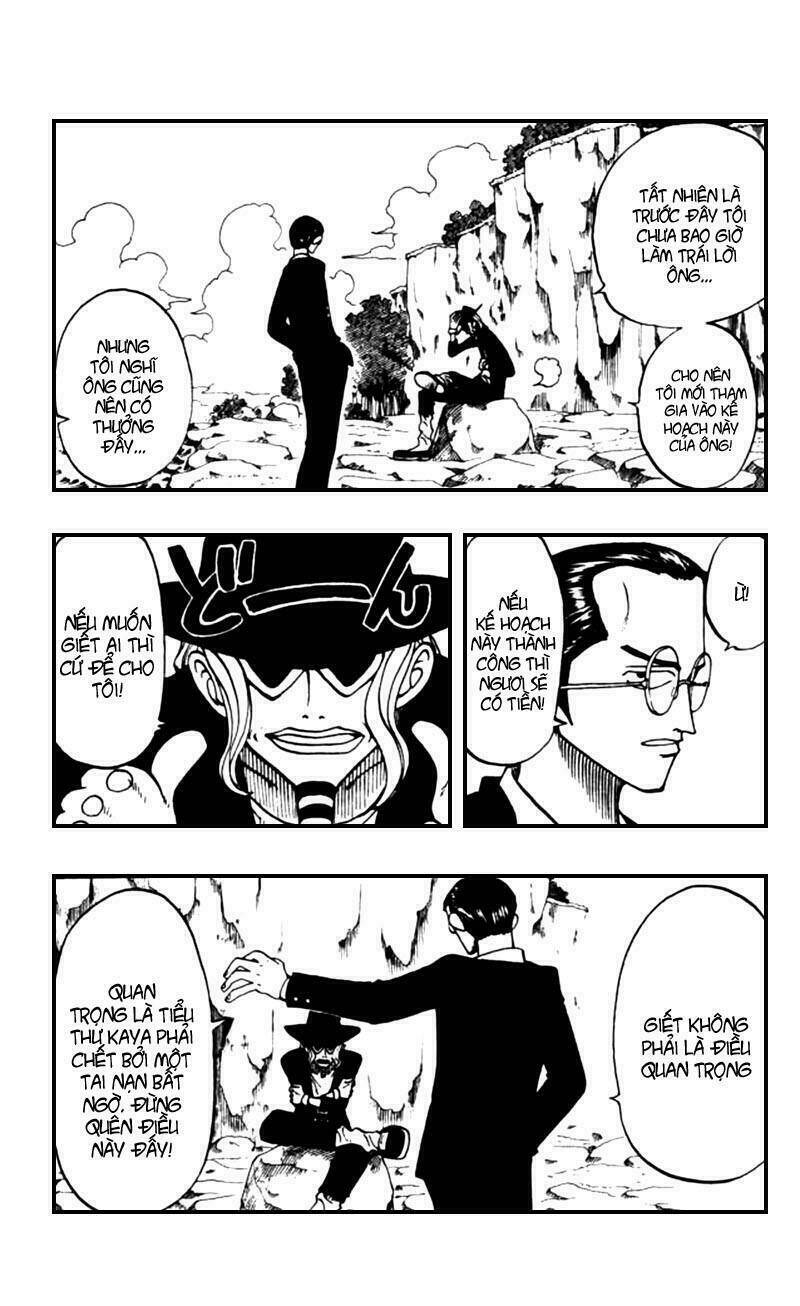 TẤT NHIÊN LÀ
TRƯỚC ĐÂY TÔI
CHƯA BAO GIỜ
LÀM TRÁI LỜI
ÔNG...
CHO NÊN
TÔI MỚI THAM
GIA VÀO KẾ
HOẠCH NÀY
CỦA ÔNG!
NHƯNG
TÔI NGHĨ
ÔNG CŨNG
NÊN CÓ
THƯỞNG
ĐẤY...
Ừ!
NẾU
KẾ HOẠCH
NÀY THÀNH
CÔNG THÌ
NGƯƠI SẼ
CÓ TIỀN!
どーん
NẾU MUỐN
GIẾT AI THÌ
CỨ ĐỂ CHO
TÔI!
GIẾT KHÔNG
PHẢI LÀ ĐIỀU
QUAN TRỌNG
QUAN
TRỌNG LÀ TIỂU
THƯ KAYA PHẢI
CHẾT BỞI MỘT
TAI NẠN BẤT
NGỜ. ĐỪNG
QUÊN ĐIỀU
NÀY ĐẤY!